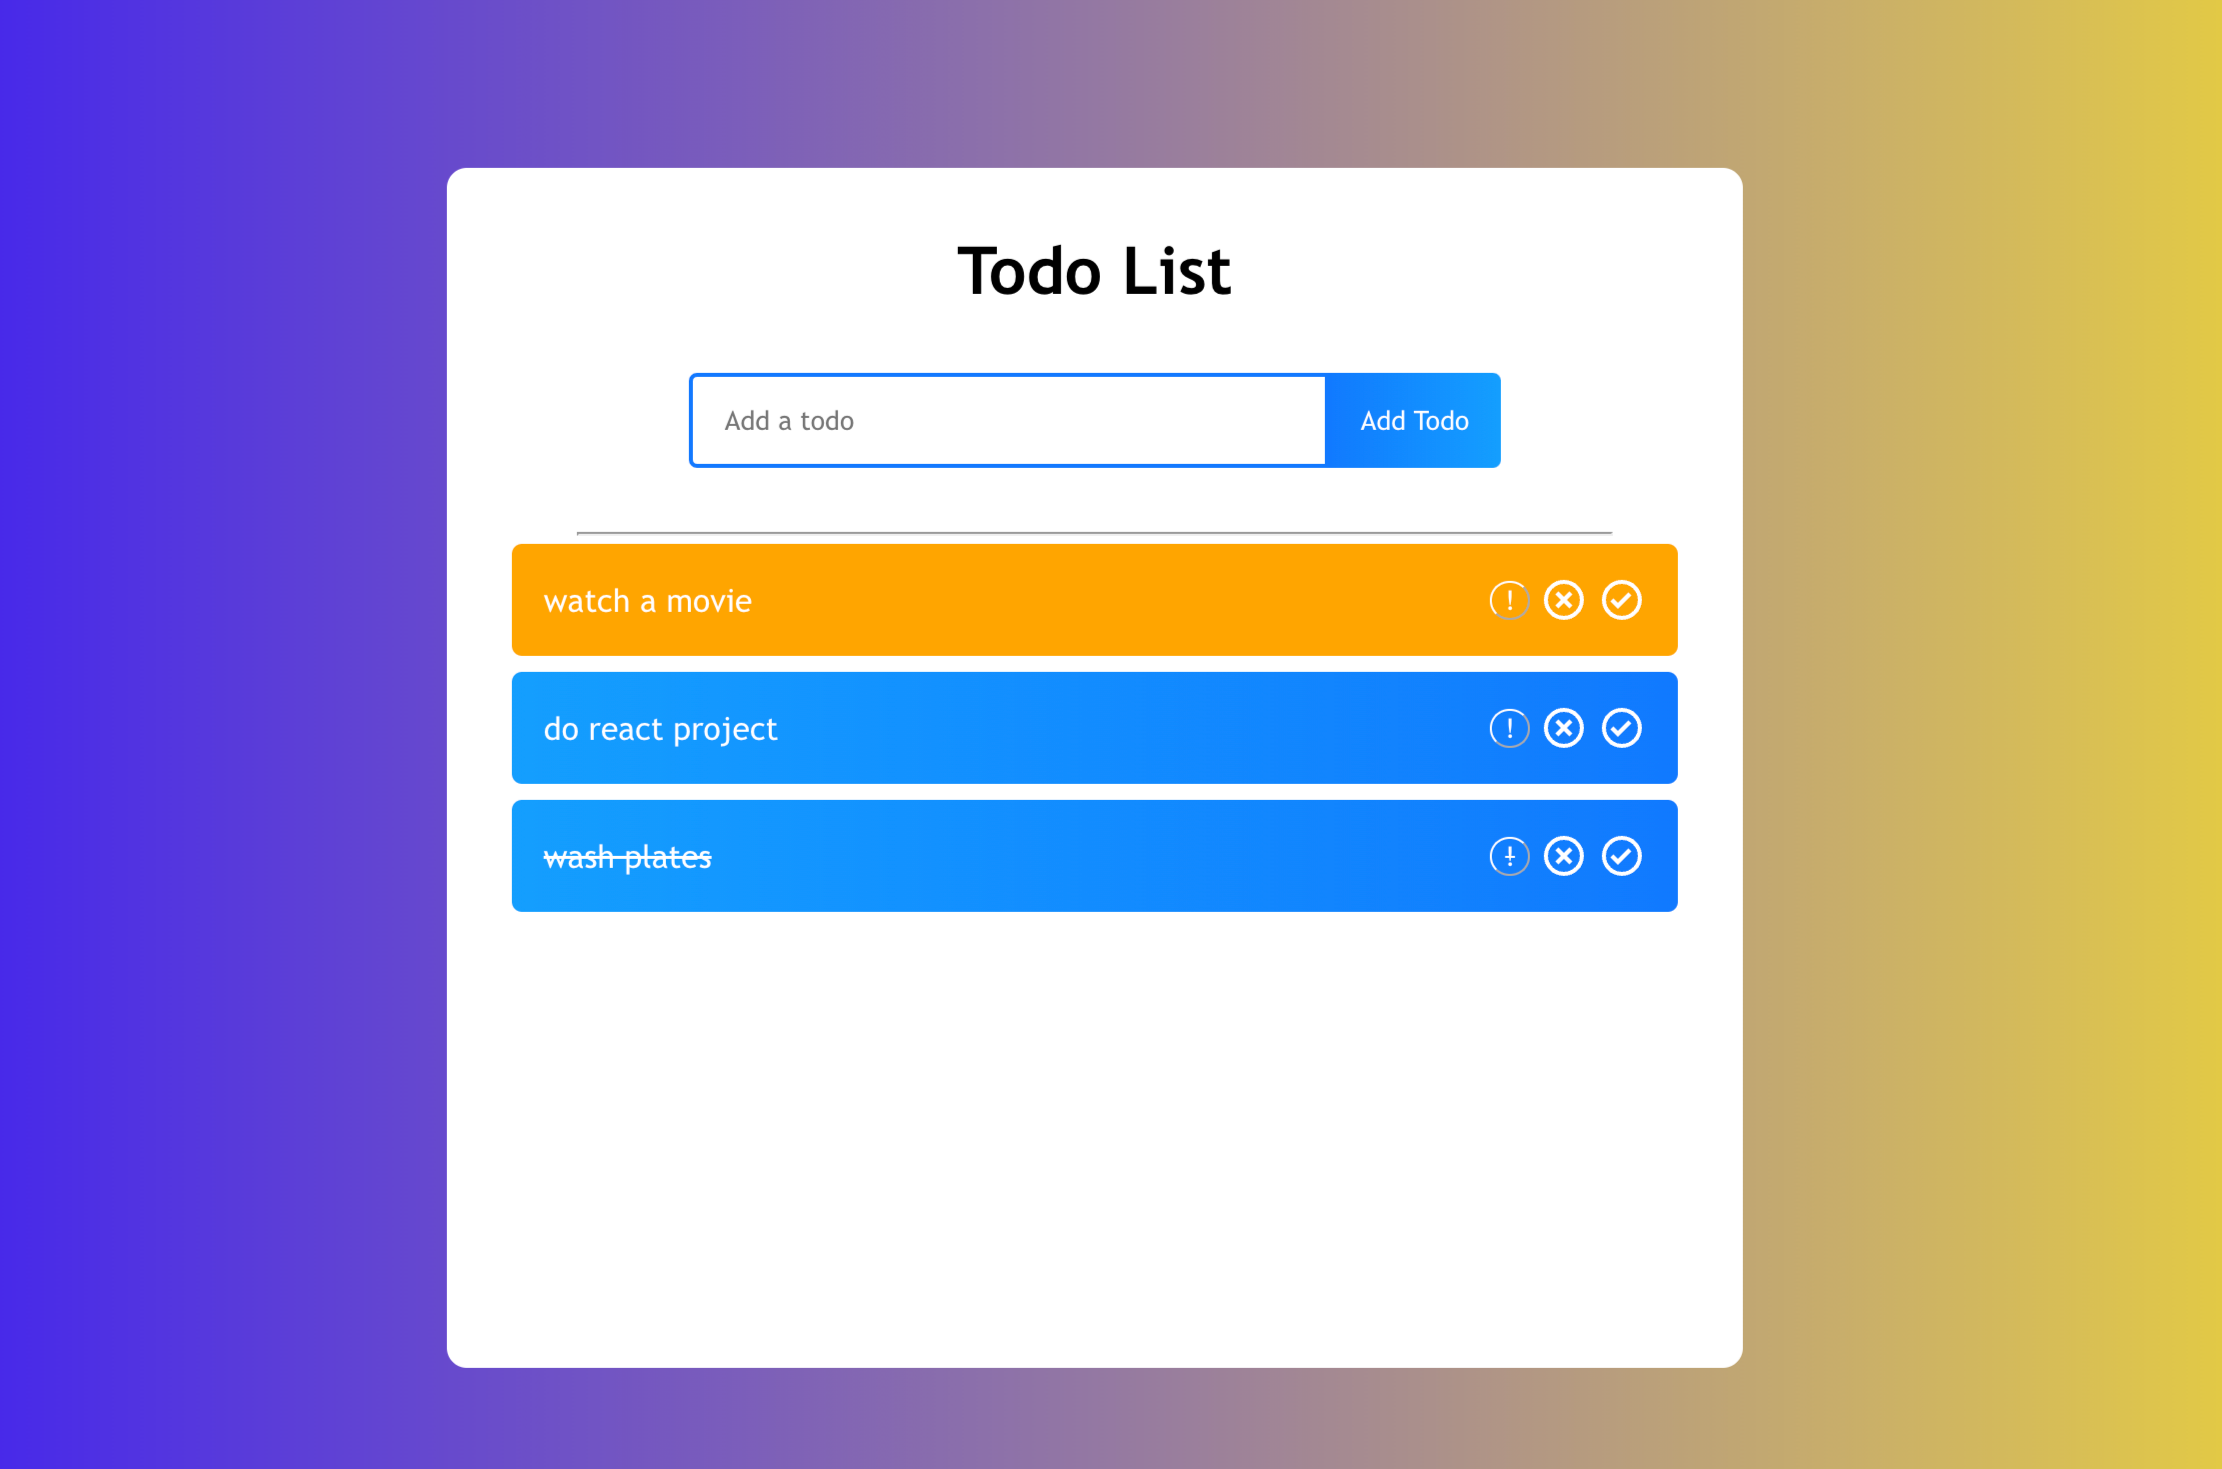 Todo List
Add a todo
Add Todo
watch a movie !
do react project !
wash plates !